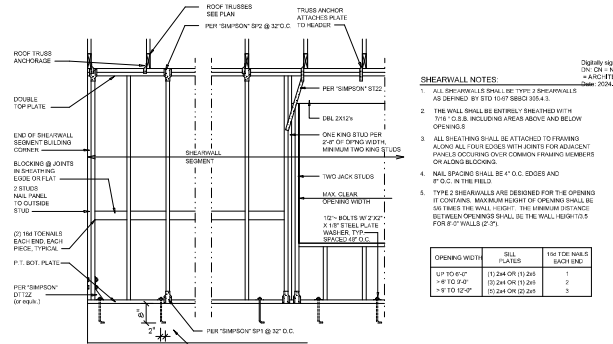 ROOF TRUSSES
SEE PLAN
PER "SIMPSON" SP2 @ 32"O.C.
TRUSS ANCHOR
ATTACHES PLATE
TO HEADER
ROOF TRUSS
ANCHORAGE
DOUBLE
TOP PLATE
END OF SHEARWALL
SEGMENT BUILDING
CORNER
BLOCKING @ JOINTS
IN SHEATHING
EGDE OR FLAT
2 STUDS
NAIL PANEL
TO OUTSIDE
STUD
(2) 16d TOENAILS
EACH END, EACH
PIECE, TYPICAL
P.T. BOT. PLATE
PER "SIMPSON"
DTT2Z
(or equiv.)
SHEARWALL
SEGMENT
PER "SIMPSON" ST22
DBL 2X12's
ONE KING STUD PER
2'-8" OF OP'NG WIDTH,
MINIMUM TWO KING STUDS
TWO JACK STUDS
MAX. CLEAR
OPENING WIDTH
1/2"~ BOLTS W/ 2"X2"
X 1/8" STEEL PLATE
WASHER, TYP.
SPACED 48" O.C.
8"
2"
PER "SIMPSON" SP1 @ 32" O.C.
Digitally sig
DN: CN = N
= ARCHITE
Date: 2024.
SHEARWALL NOTES:
1. ALL SHEARWALLS SHALL BE TYPE 2 SHEARWALLS
AS DEFINED BY STD 10-97 SBBCI 305.4.3.
2. THE WALL SHALL BE ENTIRELY SHEATHED WITH
7/16 " O.S.B. INCLUDING AREAS ABOVE AND BELOW
OPENINGS
3. ALL SHEATHING SHALL BE ATTACHED TO FRAMING
ALONG ALL FOUR EDGES WITH JOINTS FOR ADJACENT
PANELS OCCURING OVER COMMON FRAMING MEMBERS
OR ALONG BLOCKING.
4. NAIL SPACING SHALL BE 4" O.C. EDGES AND
8" O.C. IN THE FIELD.
5. TYPE 2 SHEARWALLS ARE DESIGNED FOR THE OPENING
IT CONTAINS. MAXIMUM HEIGHT OF OPENING SHALL BE
5/6 TIMES THE WALL HEIGHT. THE MINIMUM DISTANCE
BETWEEN OPENINGS SHALL BE THE WALL HEIGHT/3.5
FOR 8'-0" WALLS (2'-3").
OPENING WIDTH SILL PLATES 16d TOE NAILS EACH END
UP TO 6'-0" (1) 2x4 OR (1) 2x6 1
> 6' TO 9'-0" (3) 2x4 OR (1) 2x6 2
> 9' TO 12'-0" (5) 2x4 OR (2) 2x6 3